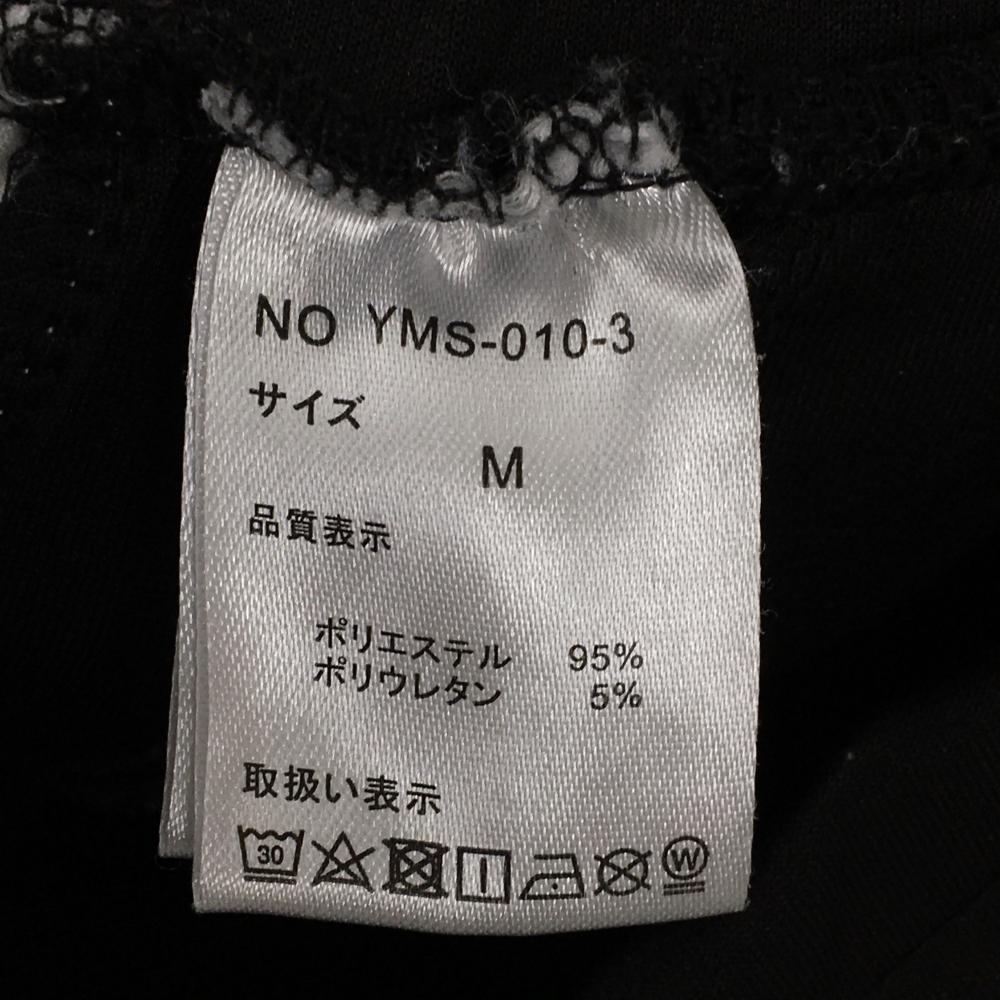 NO YMS-010-3
サイズ
M
品質表示
ポリエステル 95%
ポリウレタン 5%
取扱い表示
30 W